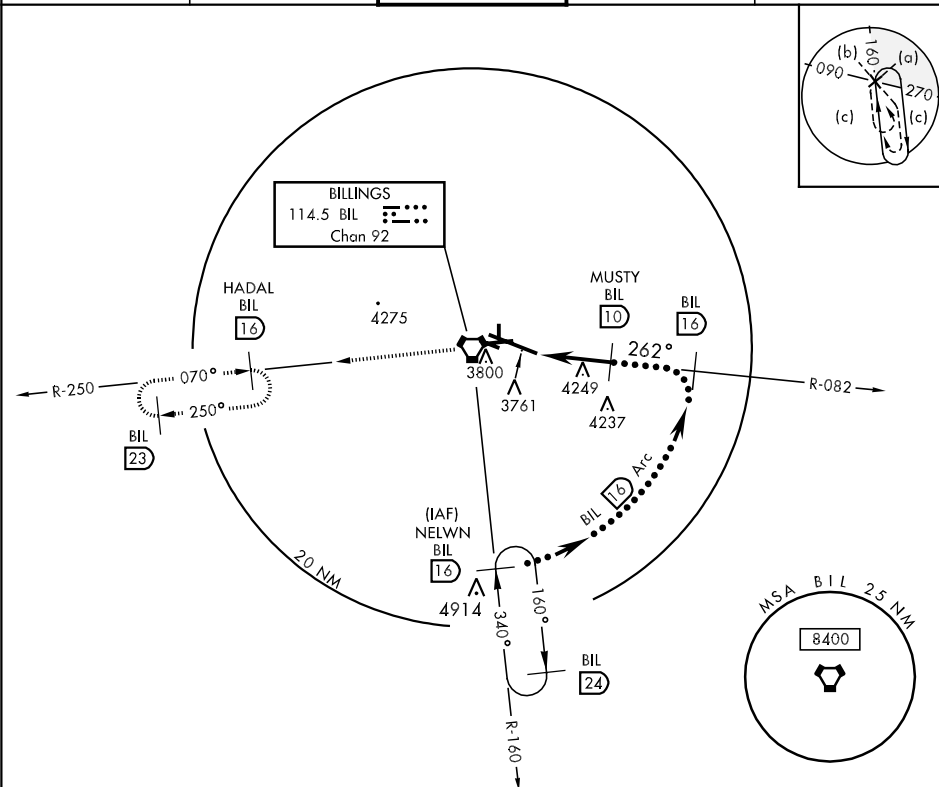 (b)
160
(a)
090
270
(c)
(c)
BILLINGS
114.5 BIL
Chan 92
MUSTY
BIL
10
BIL
16
HADAL
BIL
16
4275
262°
3800
3761
4249
4237
R-082
R-250
070°
250°
BIL
23
BIL 16 Arc
(IAF)
NELWN
BIL
16
20 NM
4914
340°
160°
BIL
24
R-160
MSA BIL 25 NM
8400